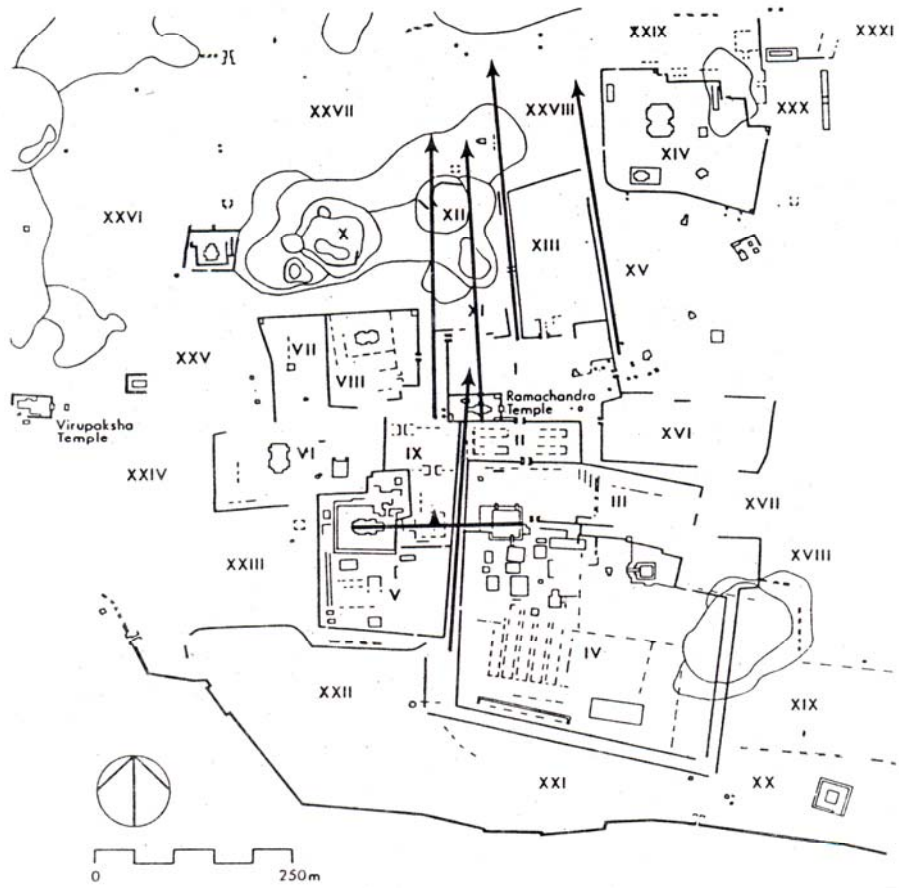 XXIX
XXXI
XXVII
XXVIII
XXX
XIV
XXVI
X
XII
XIII
XV
XI
XXV
VII
VIII
I
Ramachandra
Temple
Virupaksha
Temple
XVI
II
VI
IX
XXIV
III
XVII
XXIII
XVIII
V
IV
XXII
XIX
XXI
XX
0
250m